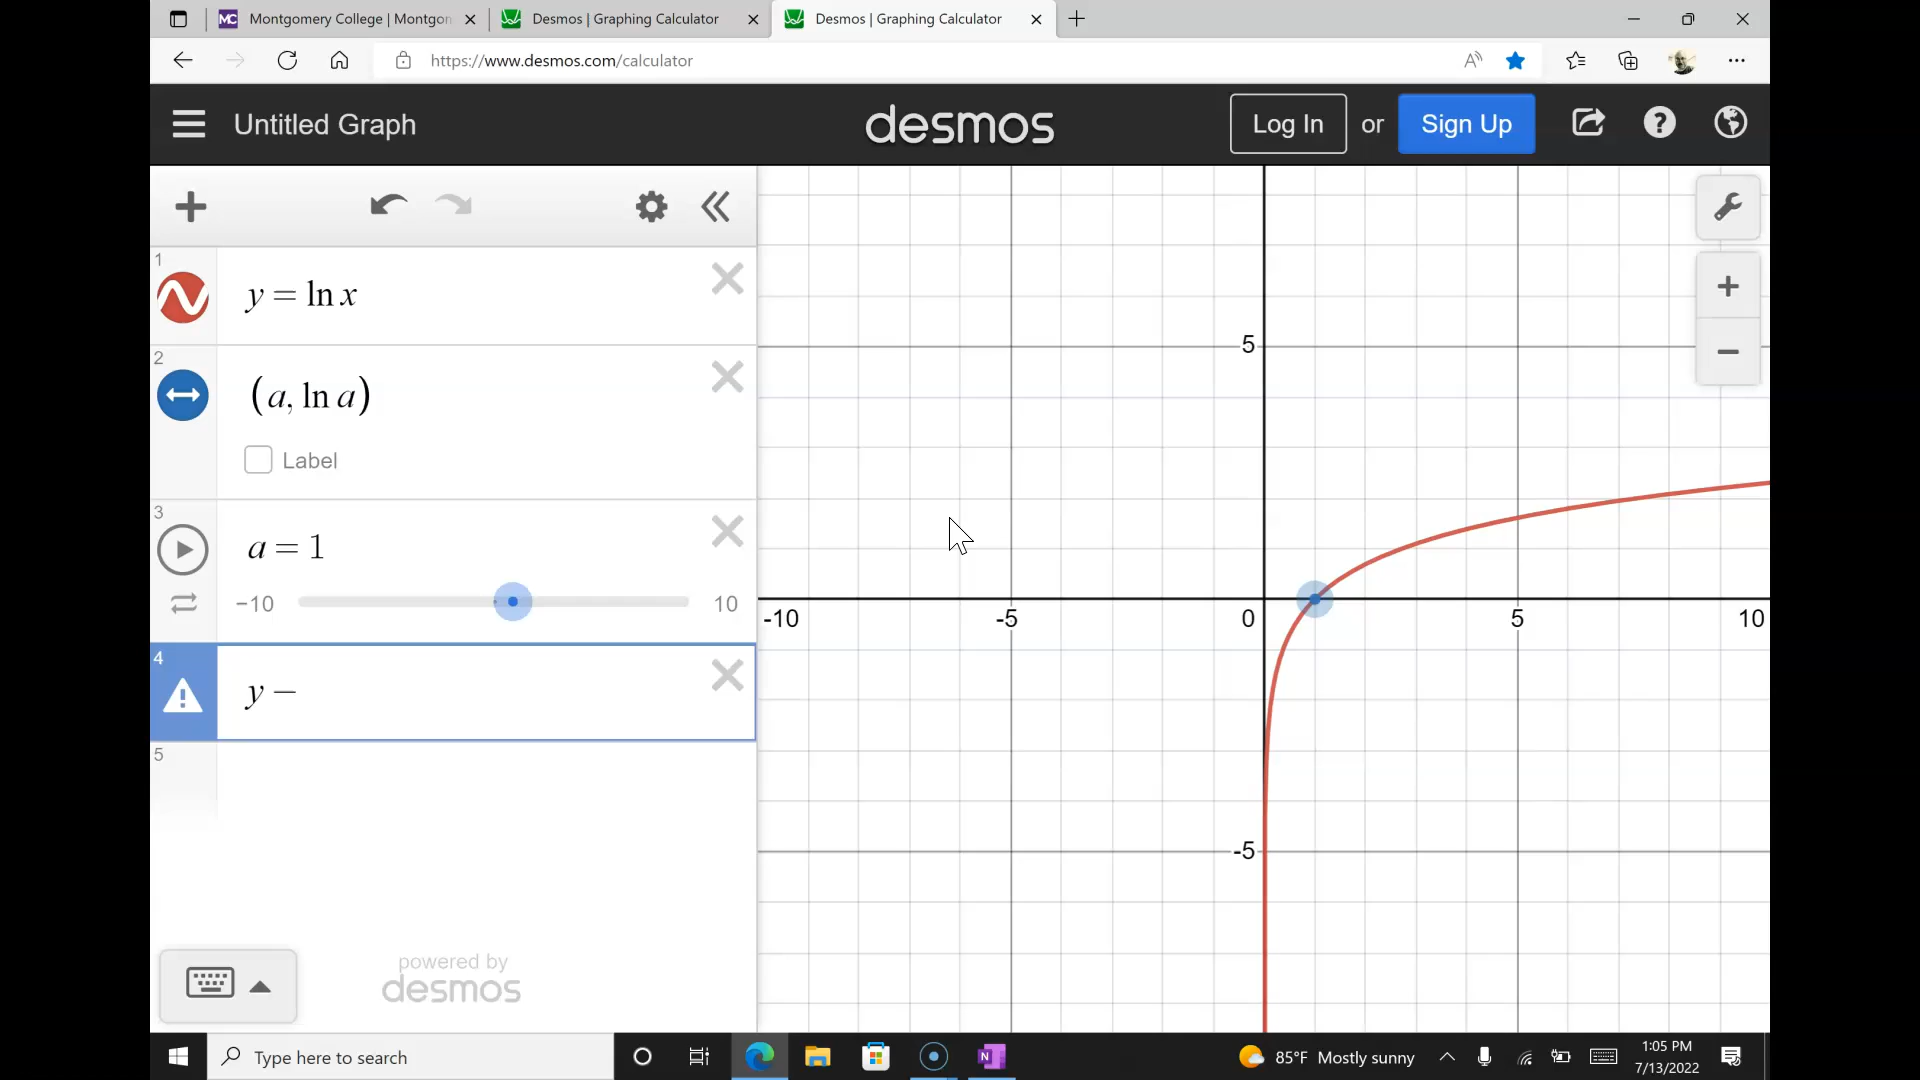 Montgomery College | Montgon
Desmos | Graphing Calculator
Desmos | Graphing Calculator
https://www.desmos.com/calculator
Untitled Graph
desmos
Log In or Sign Up
1
y = ln x
2
(a, ln a)
Label
3
a = 1
−10
10
4
y −
5
powered by
desmos
5
-10
-5
0
5
10
-5
Type here to search
85°F Mostly sunny
1:05 PM
7/13/2022